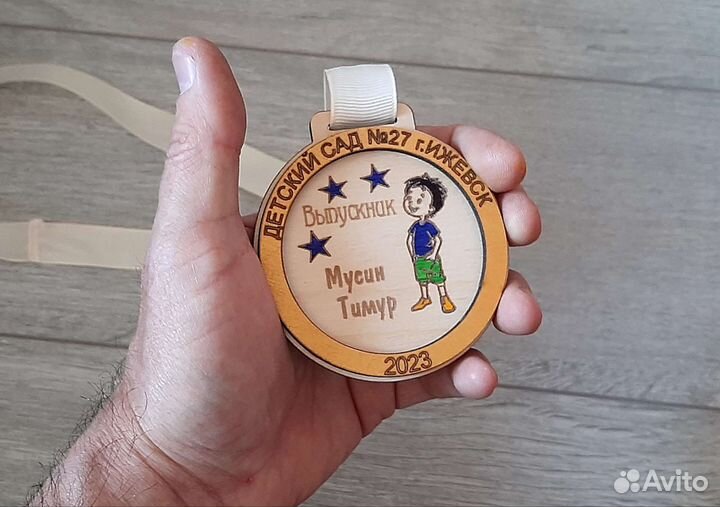 ДЕТСКИЙ САД №27 г.ИЖЕВСК
Выпускник
Мусин
Тимур
2023
Avito